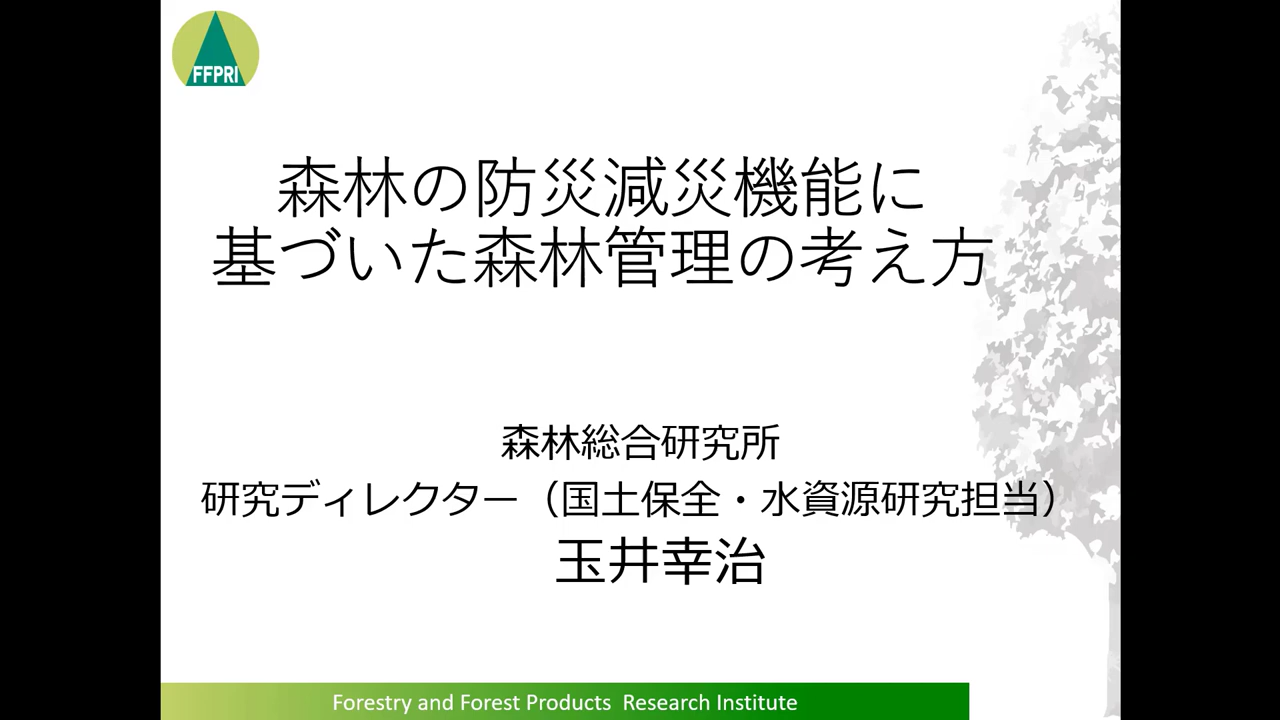 FFPRI
森林の防災減災機能に
基づいた森林管理の考え方
森林総合研究所
研究ディレクター（国土保全・水資源研究担当）
玉井幸治
Forestry and Forest Products Research Institute